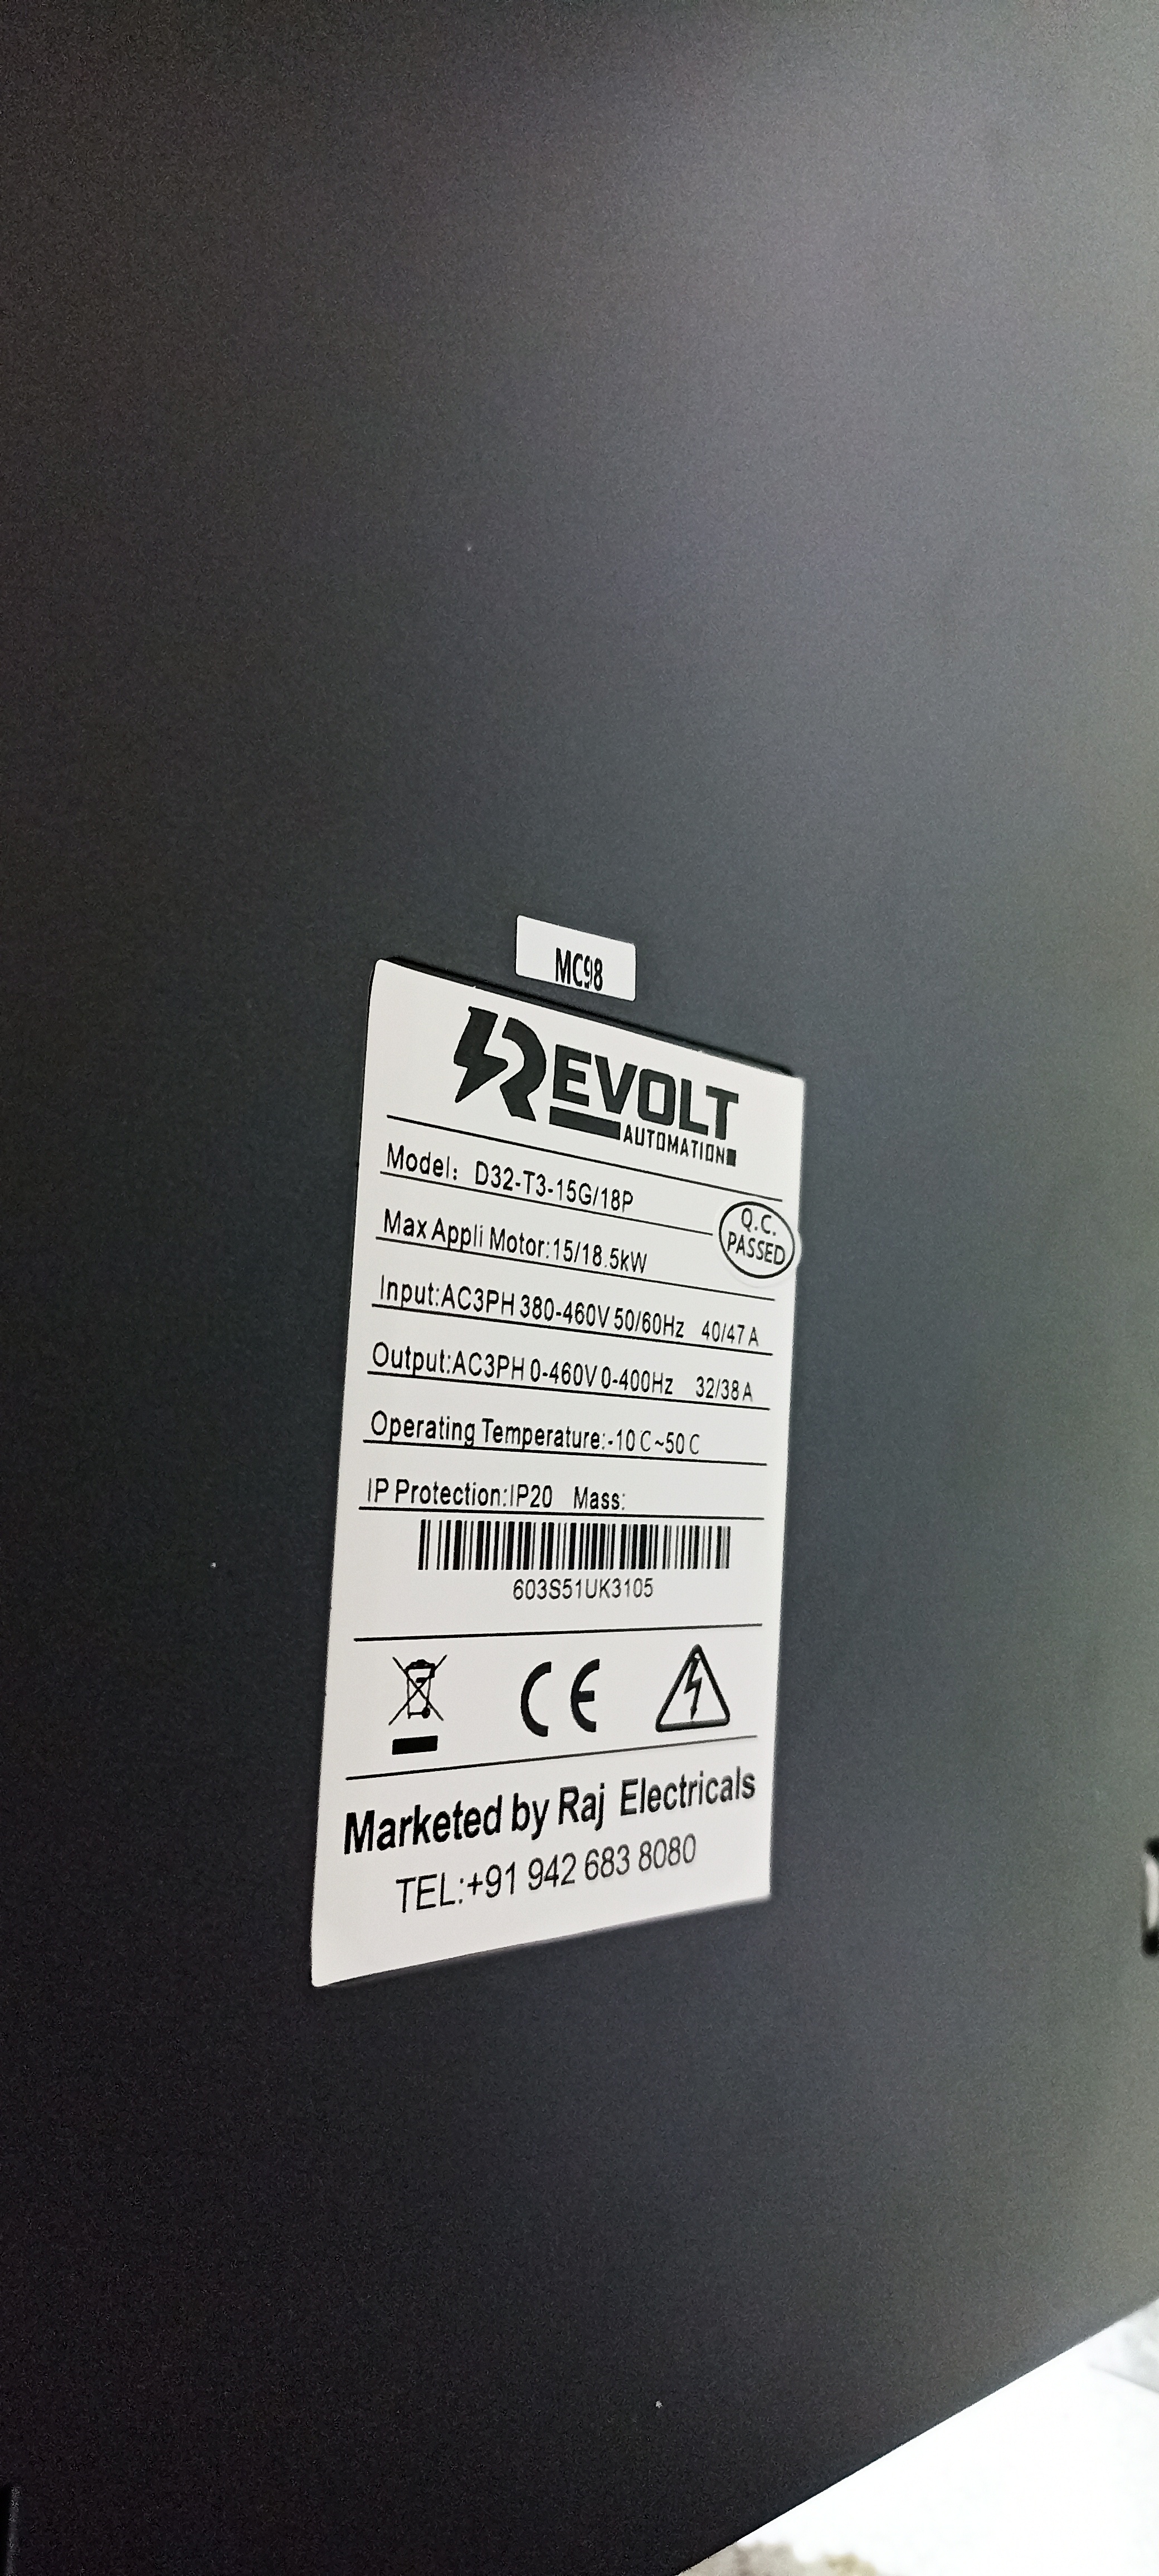 MC98
REVOLT
AUTOMATION
Model: D32-T3-15G/18P
Q.C.
PASSED
Max Appli Motor:15/18.5kW
Input:AC3PH 380-460V 50/60Hz 40/47 A
Output:AC3PH 0-460V 0-400Hz 32/38 A
Operating Temperature:-10 C~50 C
IP Protection:IP20 Mass:
603S51UK3105
CE
Marketed by Raj Electricals
TEL:+91 942 683 8080